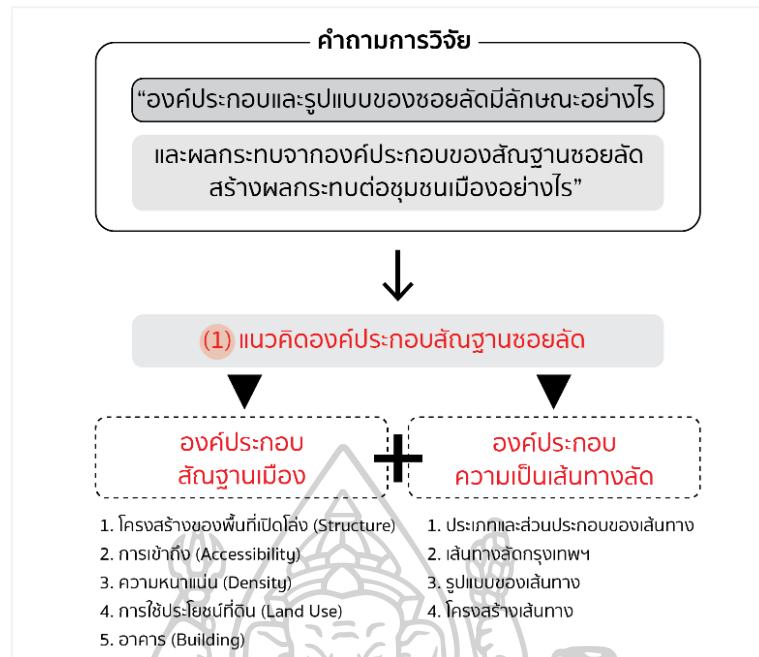 คำถามการวิจัย
“องค์ประกอบและรูปแบบของซอยลัดมีลักษณะอย่างไร
และผลกระทบจากองค์ประกอบของสัณฐานซอยลัด
สร้างผลกระทบต่อชุมชนเมืองอย่างไร”
(1) แนวคิดองค์ประกอบสัณฐานซอยลัด
องค์ประกอบ
สัณฐานเมือง
+
องค์ประกอบ
ความเป็นเส้นทางลัด
1. โครงสร้างของพื้นที่เปิดโล่ง (Structure)
2. การเข้าถึง (Accessibility)
3. ความหนาแน่น (Density)
4. การใช้ประโยชน์ที่ดิน (Land Use)
5. อาคาร (Building)
1. ประเภทและส่วนประกอบของเส้นทาง
2. เส้นทางลัดกรุงเทพฯ
3. รูปแบบของเส้นทาง
4. โครงสร้างเส้นทาง